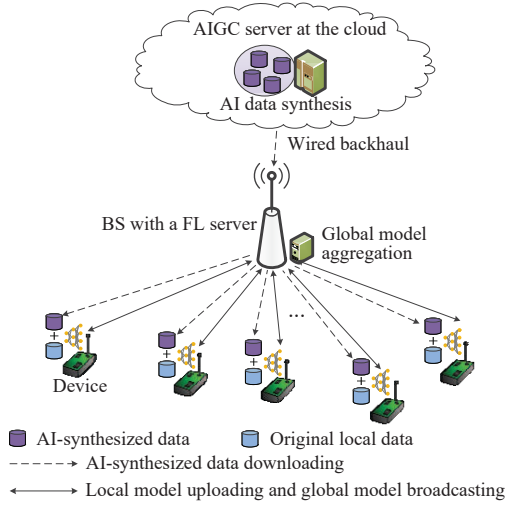 AIGC server at the cloud
AI data synthesis
Wired backhaul
BS with a FL server
Global model
aggregation
...
+
+
+
+
+
Device
AI-synthesized data
Original local data
AI-synthesized data downloading
Local model uploading and global model broadcasting